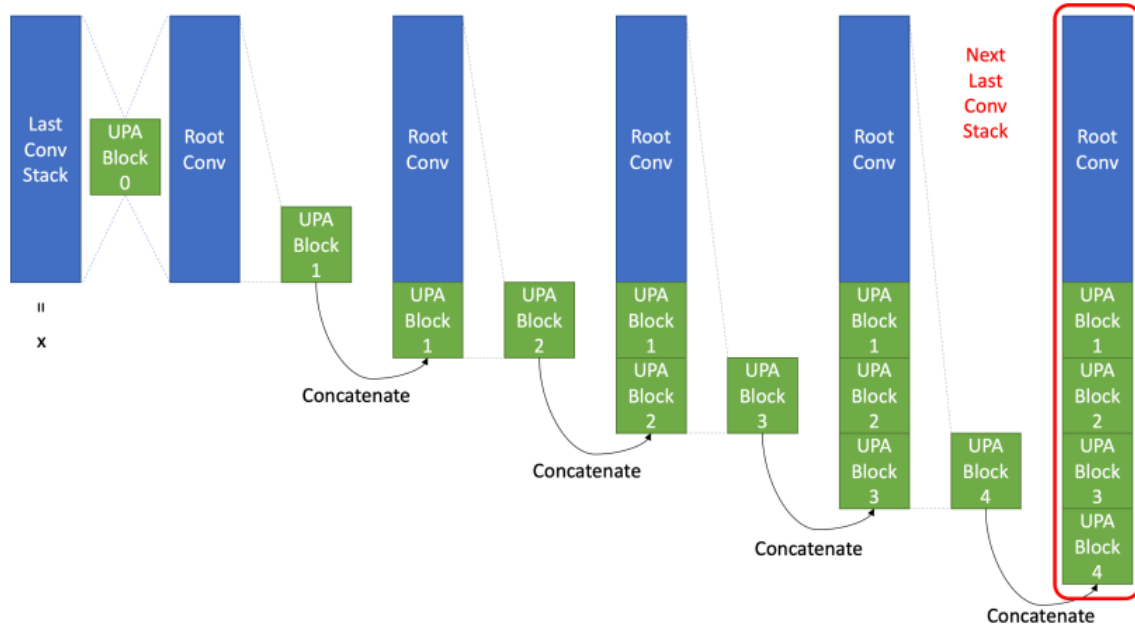 Last
Conv
Stack
UPA
Block
0
Root
Conv
UPA
Block
1
Concatenate
Root
Conv
UPA
Block
1
UPA
Block
2
Concatenate
Root
Conv
UPA
Block
1
UPA
Block
2
UPA
Block
3
Concatenate
Root
Conv
UPA
Block
1
UPA
Block
2
UPA
Block
3
UPA
Block
4
Concatenate
Next
Last
Conv
Stack
Root
Conv
UPA
Block
1
UPA
Block
2
UPA
Block
3
UPA
Block
4
=
x